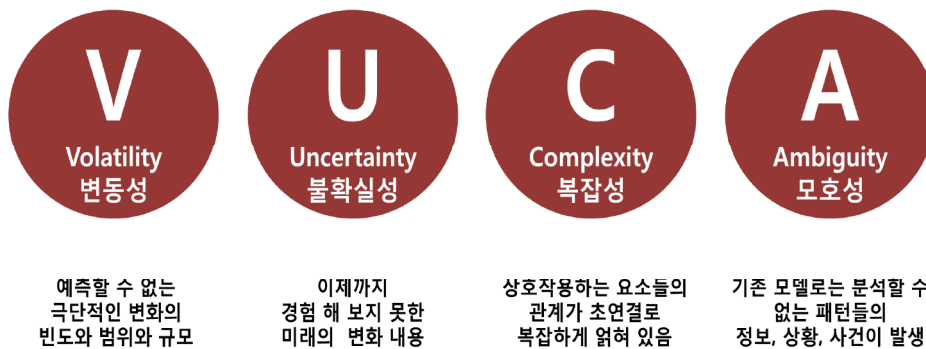 V
Volatility
변동성
예측할 수 없는
극단적인 변화의
빈도와 범위와 규모
U
Uncertainty
불확실성
이제까지
경험 해 보지 못한
미래의 변화 내용
C
Complexity
복잡성
상호작용하는 요소들의
관계가 초연결로
복잡하게 얽혀 있음
A
Ambiguity
모호성
기존 모델로는 분석할 수
없는 패턴들의
정보, 상황, 사건이 발생